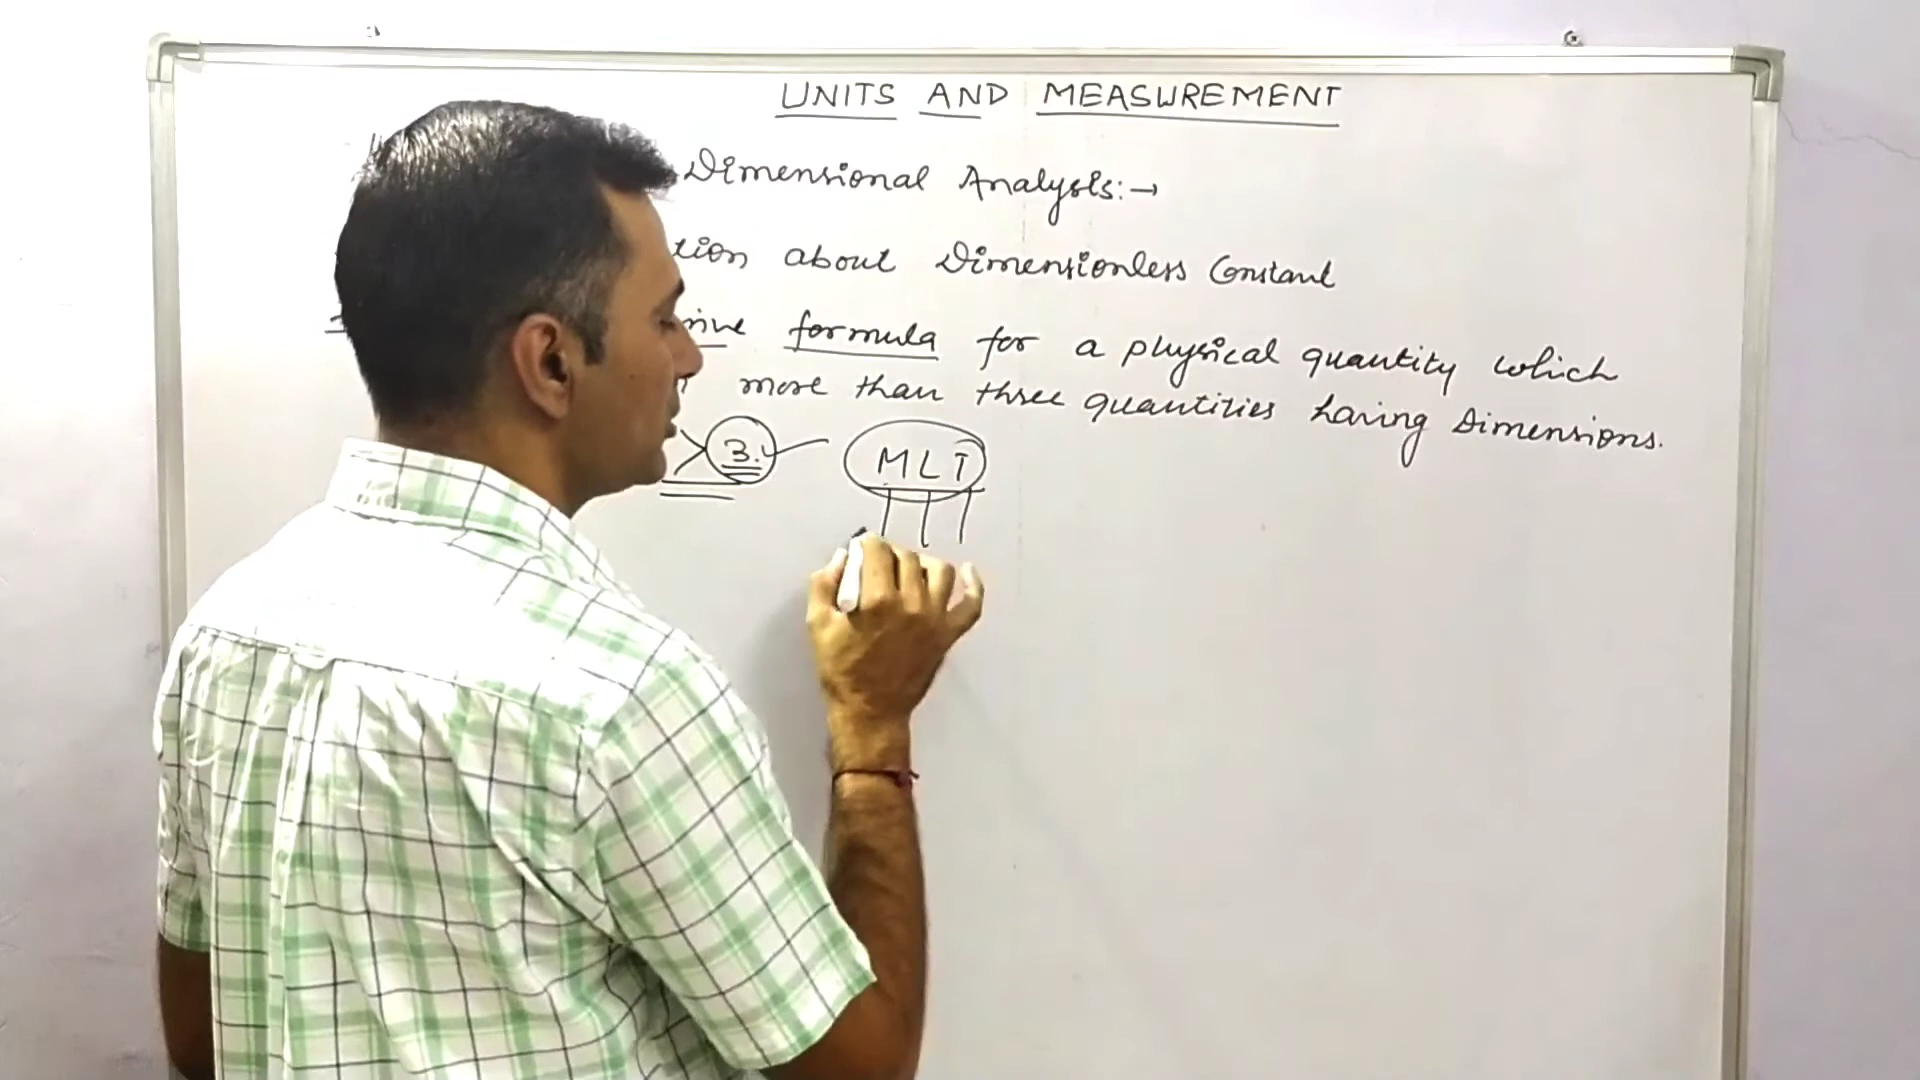 UNITS AND MEASUREMENT
Dimensional Analysis:→
about Dimensionless Constant
formula for a physical quantity which
more than three quantities having Dimensions.
>3. MLT